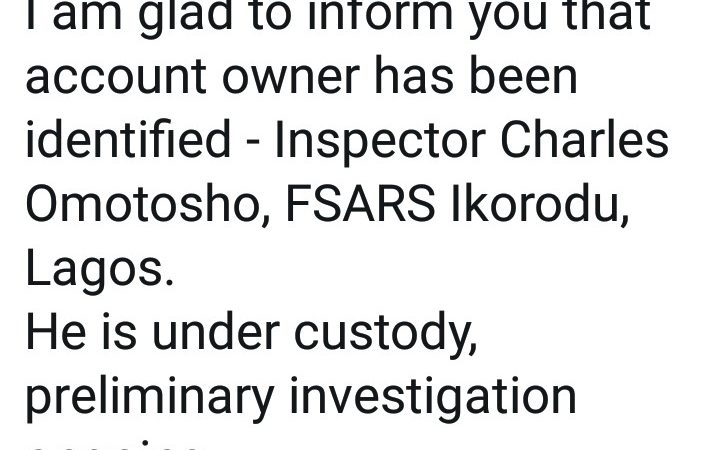 I am glad to inform you that
account owner has been
identified - Inspector Charles
Omotosho, FSARS Ikorodu,
Lagos.
He is under custody,
preliminary investigation